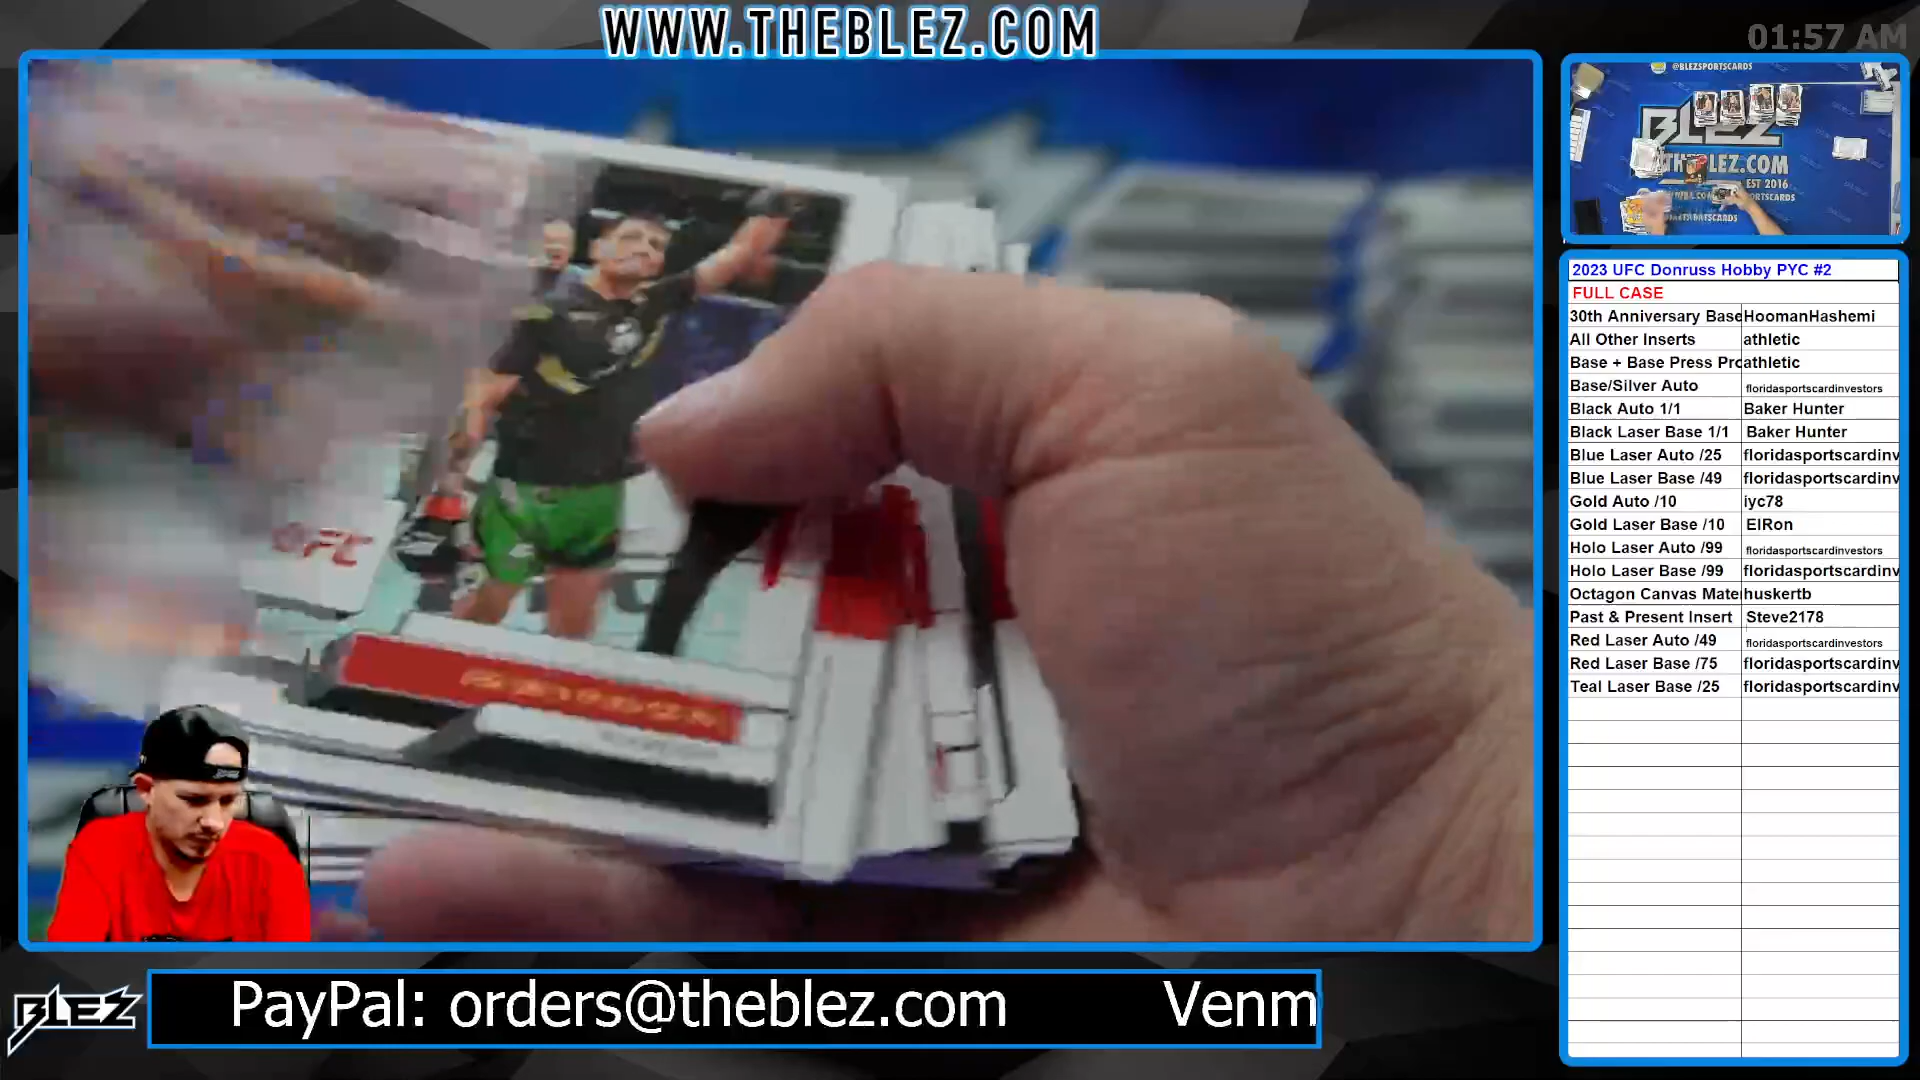 WWW.THEBLEZ.COM
01:57 AM
@BLEZSPORTSCARDS
BLEZ
EST 2016
UFC
2023 UFC Donruss Hobby PYC #2
FULL CASE
30th Anniversary Base HoomanHashemi
All Other Inserts athletic
Base + Base Press Pro athletic
Base/Silver Auto floridasportscardinvestors
Black Auto 1/1 Baker Hunter
Black Laser Base 1/1 Baker Hunter
Blue Laser Auto /25 floridasportscardinv
Blue Laser Base /49 floridasportscardinv
Gold Auto /10 iyc78
Gold Laser Base /10 ElRon
Holo Laser Auto /99 floridasportscardinvestors
Holo Laser Base /99 floridasportscardinv
Octagon Canvas Mate huskertb
Past & Present Insert Steve2178
Red Laser Auto /49 floridasportscardinvestors
Red Laser Base /75 floridasportscardinv
Teal Laser Base /25 floridasportscardinv
BLEZ
PayPal: orders@theblez.com Venm